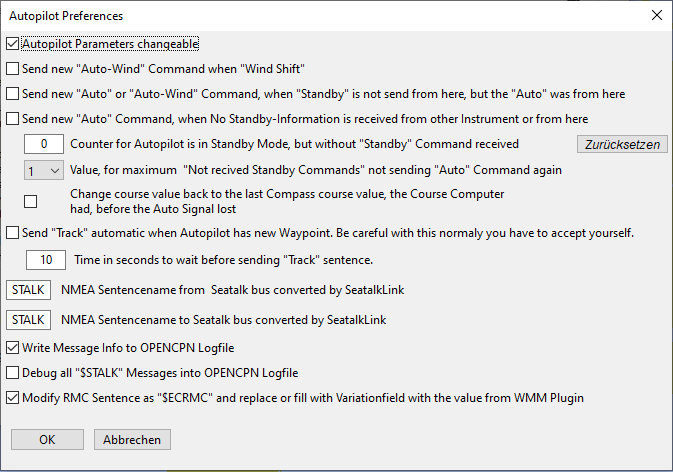 Autopilot Preferences
Autopilot Parameters changeable
Send new "Auto-Wind" Command when "Wind Shift"
Send new "Auto" or "Auto-Wind" Command, when "Standby" is not send from here, but the "Auto" was from here
Send new "Auto" Command, when No Standby-Information is received from other Instrument or from here
0 Counter for Autopilot is in Standby Mode, but without "Standby" Command received Zurücksetzen
1 Value, for maximum "Not recived Standby Commands" not sending "Auto" Command again
Change course value back to the last Compass course value, the Course Computer
had, before the Auto Signal lost
Send "Track" automatic when Autopilot has new Waypoint. Be careful with this normaly you have to accept yourself.
10 Time in seconds to wait before sending "Track" sentence.
STALK NMEA Sentencename from Seatalk bus converted by SeatalkLink
STALK NMEA Sentencename to Seatalk bus converted by SeatalkLink
Write Message Info to OPENCPN Logfile
Debug all "$STALK" Messages into OPENCPN Logfile
Modify RMC Sentence as "$ECRMC" and replace or fill with Variationfield with the value from WMM Plugin
OK Abbrechen